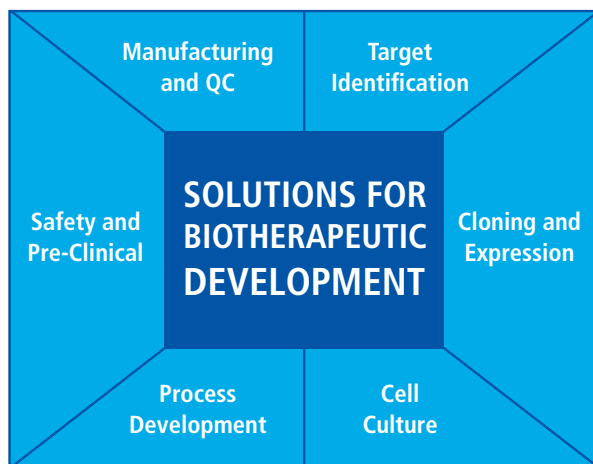 Manufacturing
and QC
Target
Identification
SOLUTIONS FOR
BIOTHERAPEUTIC
DEVELOPMENT
Safety and
Pre-Clinical
Cloning and
Expression
Process
Development
Cell
Culture